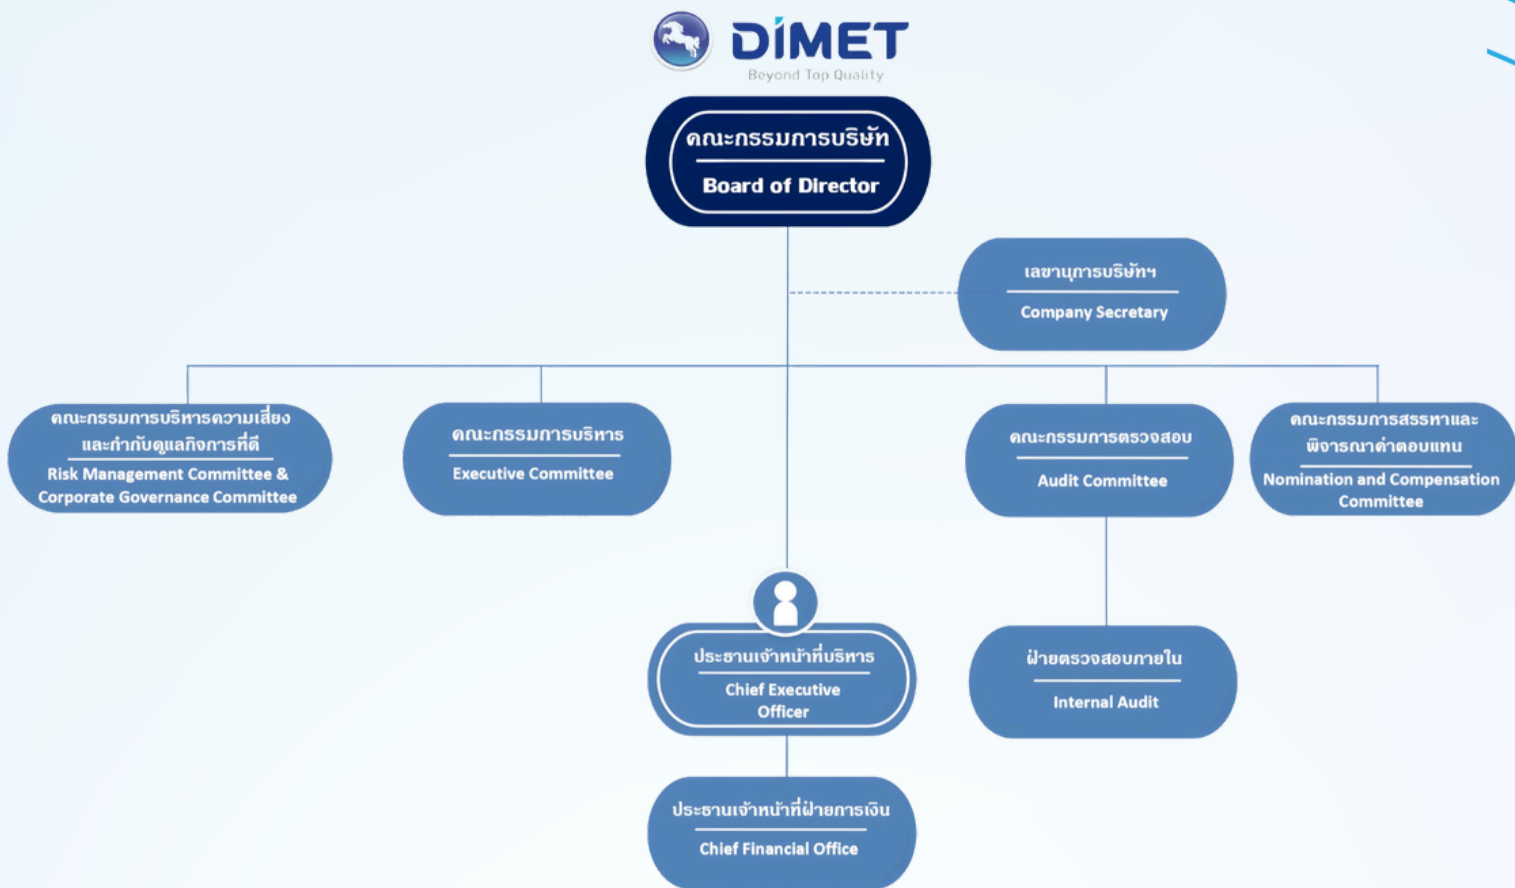 DiMET
Beyond Top Quality
คณะกรรมการบริษัท
Board of Director
เลขานุการบริษัทฯ
Company Secretary
คณะกรรมการบริหารความเสี่ยง
และกำกับดูแลกิจการที่ดี
Risk Management Committee &
Corporate Governance Committee
คณะกรรมการบริหาร
Executive Committee
คณะกรรมการตรวจสอบ
Audit Committee
คณะกรรมการสรรหาและ
พิจารณาค่าตอบแทน
Nomination and Compensation
Committee
ประธานเจ้าหน้าที่บริหาร
Chief Executive
Officer
ฝ่ายตรวจสอบภายใน
Internal Audit
ประธานเจ้าหน้าที่ฝ่ายการเงิน
Chief Financial Office